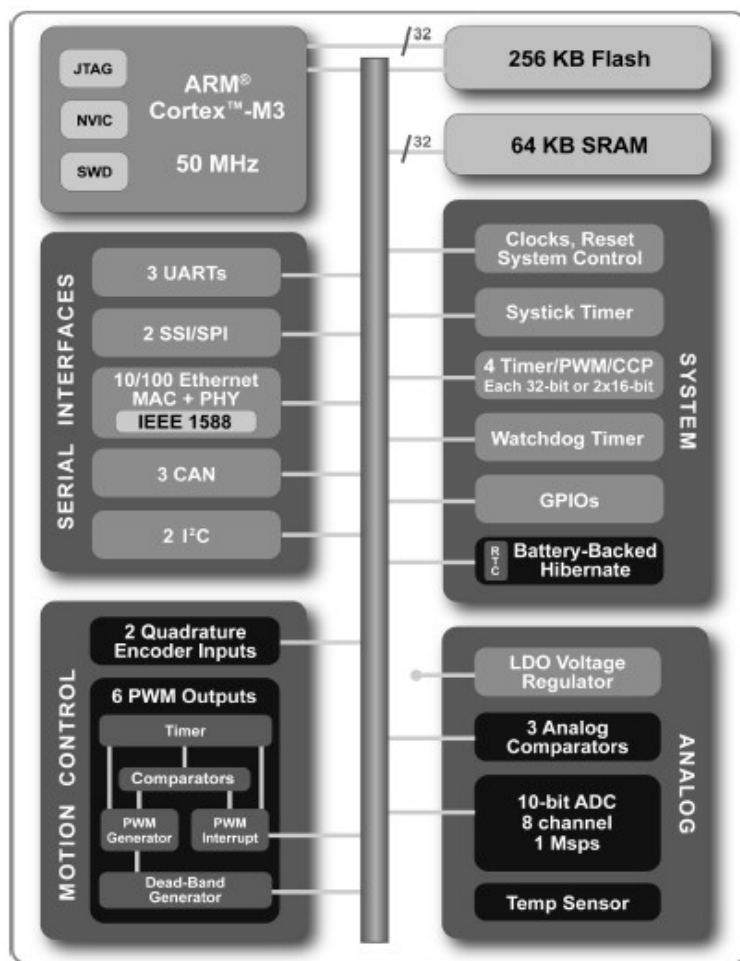 JTAG
NVIC
SWD
ARM®
Cortex™-M3
50 MHz
32
256 KB Flash
32
64 KB SRAM
SERIAL INTERFACES
3 UARTs
2 SSI/SPI
10/100 Ethernet
MAC + PHY
IEEE 1588
3 CAN
2 I²C
SYSTEM
Clocks, Reset
System Control
Systick Timer
4 Timer/PWM/CCP
Each 32-bit or 2x16-bit
Watchdog Timer
GPIOs
RTC
Battery-Backed
Hibernate
MOTION CONTROL
2 Quadrature
Encoder Inputs
6 PWM Outputs
Timer
Comparators
PWM
Generator
PWM
Interrupt
Dead-Band
Generator
ANALOG
LDO Voltage
Regulator
3 Analog
Comparators
10-bit ADC
8 channel
1 Msps
Temp Sensor